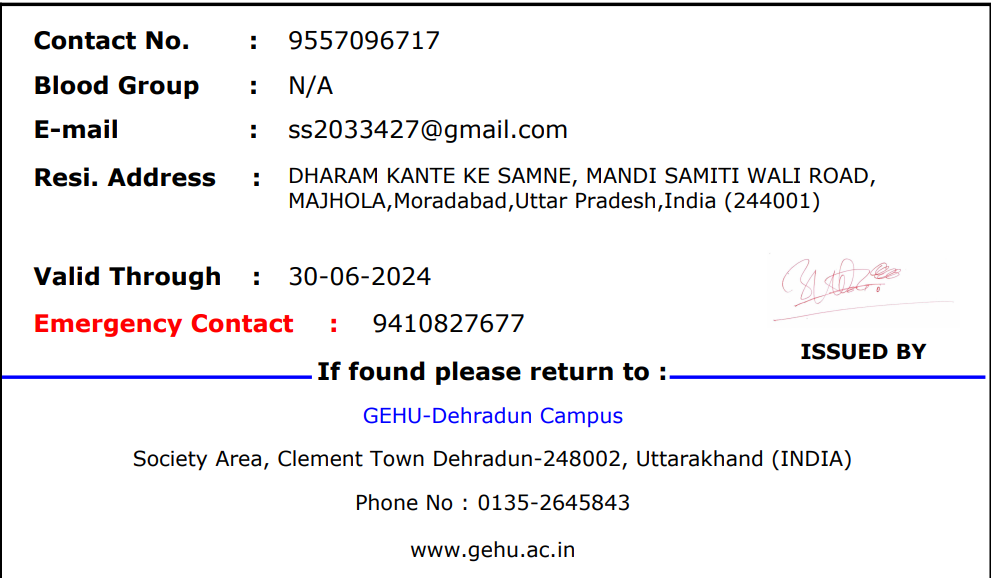 Contact No. : 9557096717
Blood Group : N/A
E-mail : ss2033427@gmail.com
Resi. Address : DHARAM KANTE KE SAMNE, MANDI SAMITI WALI ROAD,
MAJHOLA,Moradabad,Uttar Pradesh,India (244001)
Valid Through : 30-06-2024
Emergency Contact : 9410827677
ISSUED BY
If found please return to :
GEHU-Dehradun Campus
Society Area, Clement Town Dehradun-248002, Uttarakhand (INDIA)
Phone No : 0135-2645843
www.gehu.ac.in